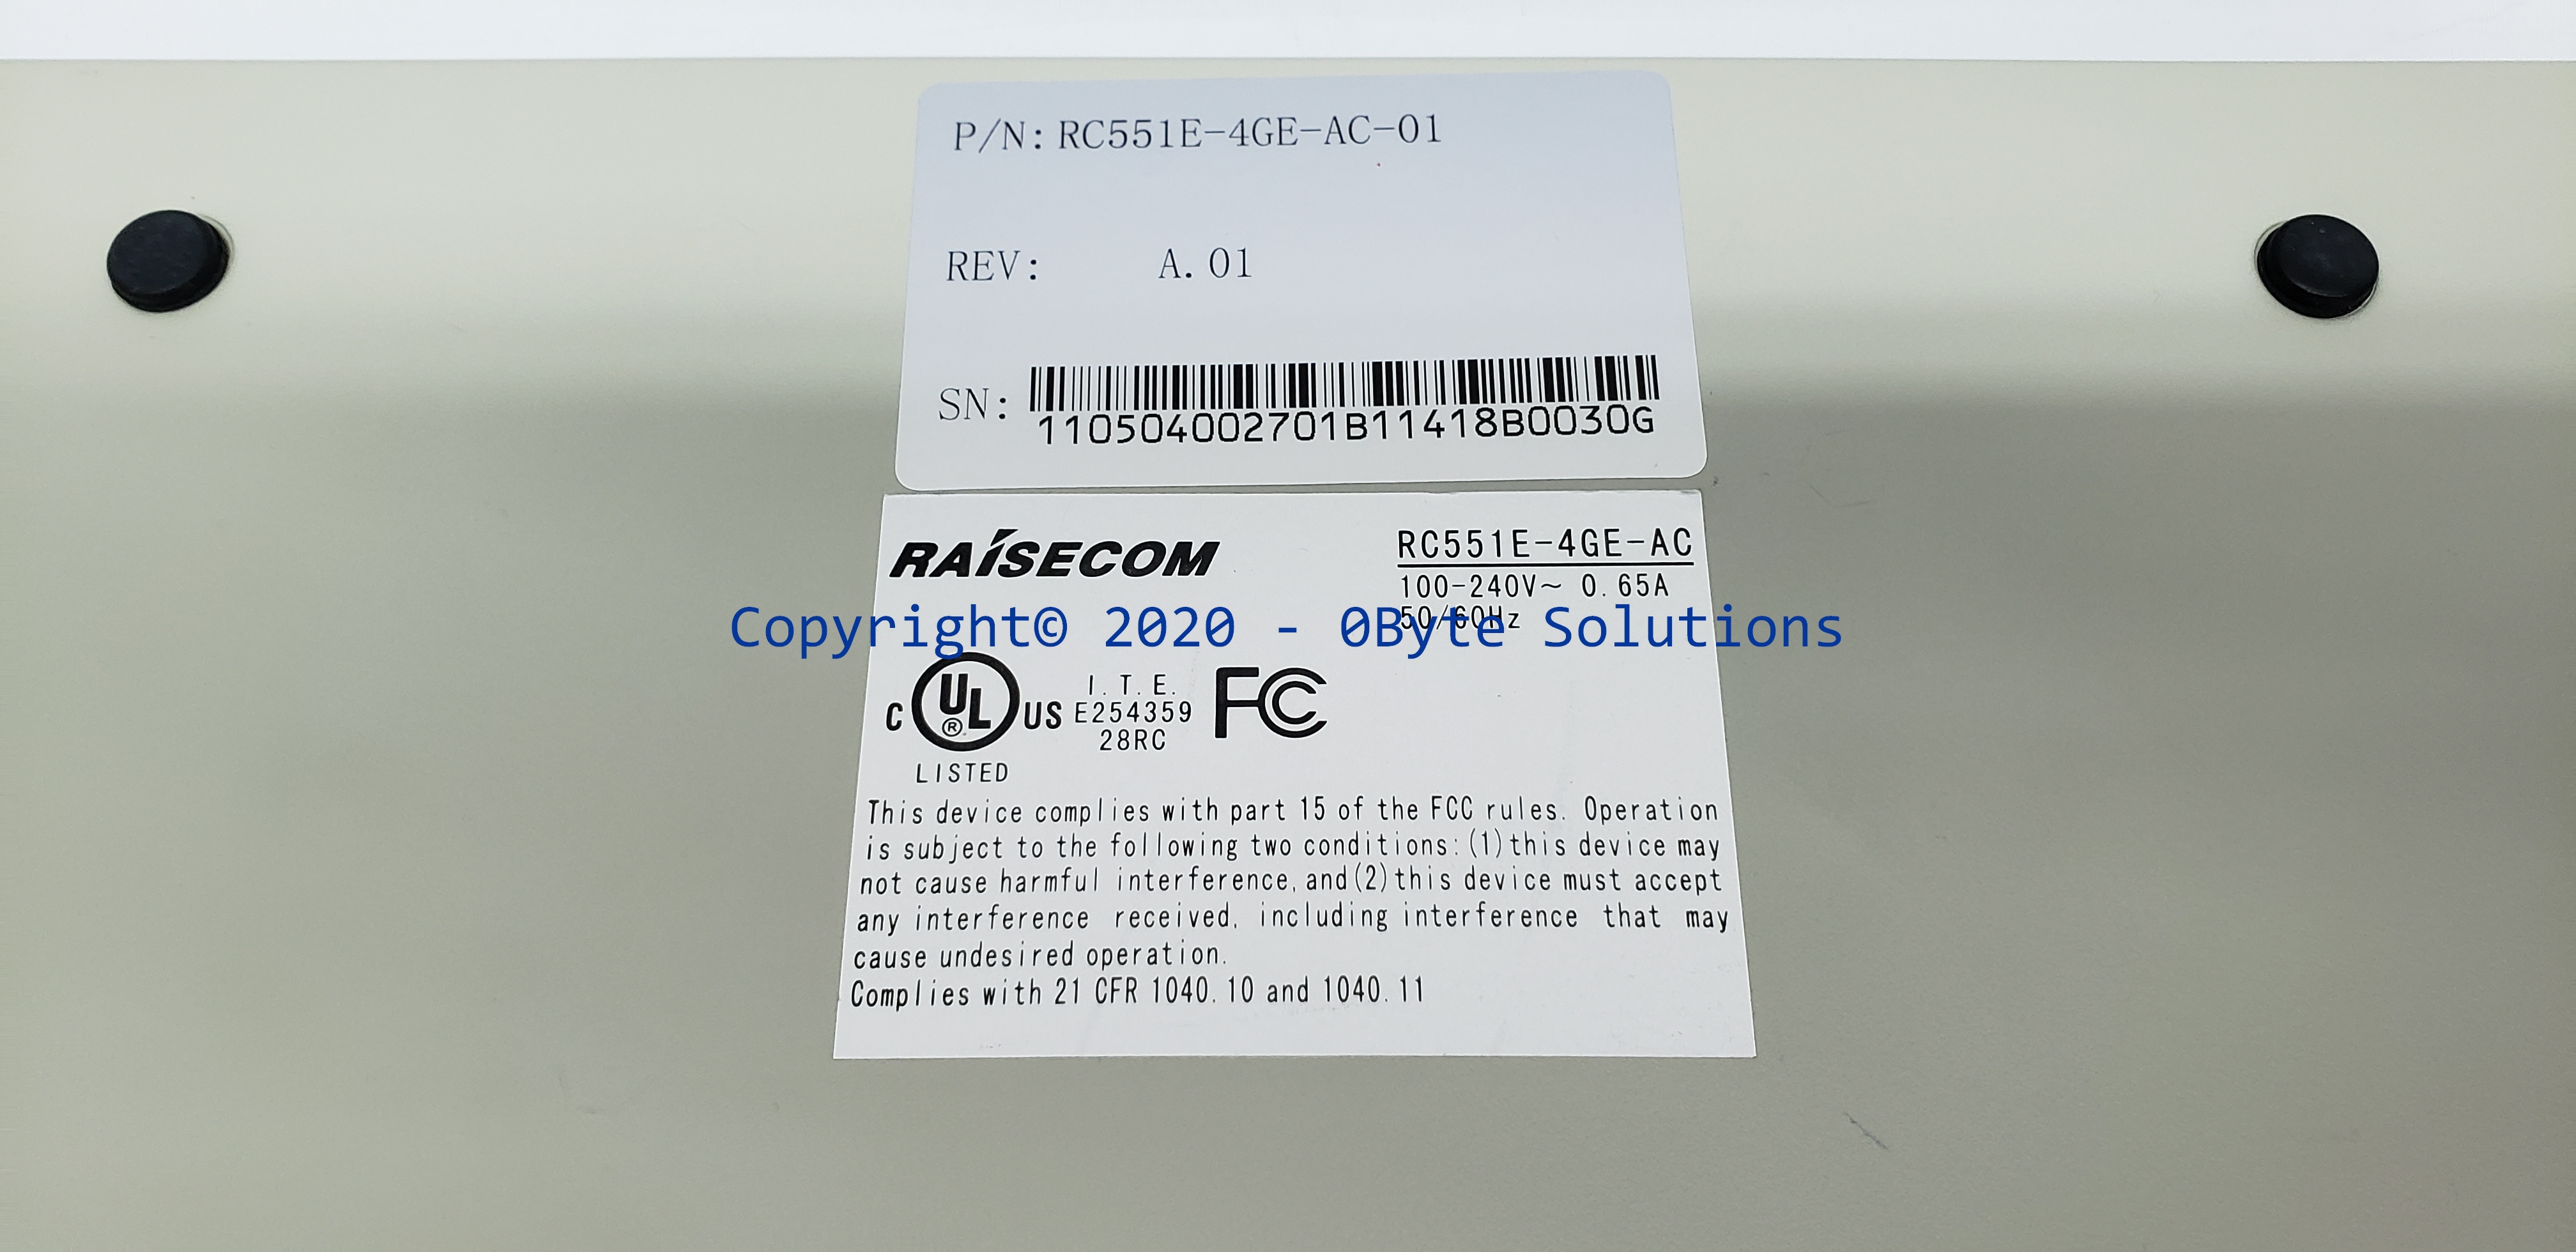 P/N: RC551E-4GE-AC-01
REV: A.01
SN:
110504002701B11418B0030G
RAISECOM
RC551E-4GE-AC
100-240V~ 0.65A
50/60Hz
Copyright© 2020 - 0Byte Solutions
C UL ® US
LISTED
I.T.E.
E254359
28RC
FC
This device complies with part 15 of the FCC rules. Operation
is subject to the following two conditions:(1)this device may
not cause harmful interference,and(2)this device must accept
any interference received, including interference that may
cause undesired operation.
Complies with 21 CFR 1040.10 and 1040.11